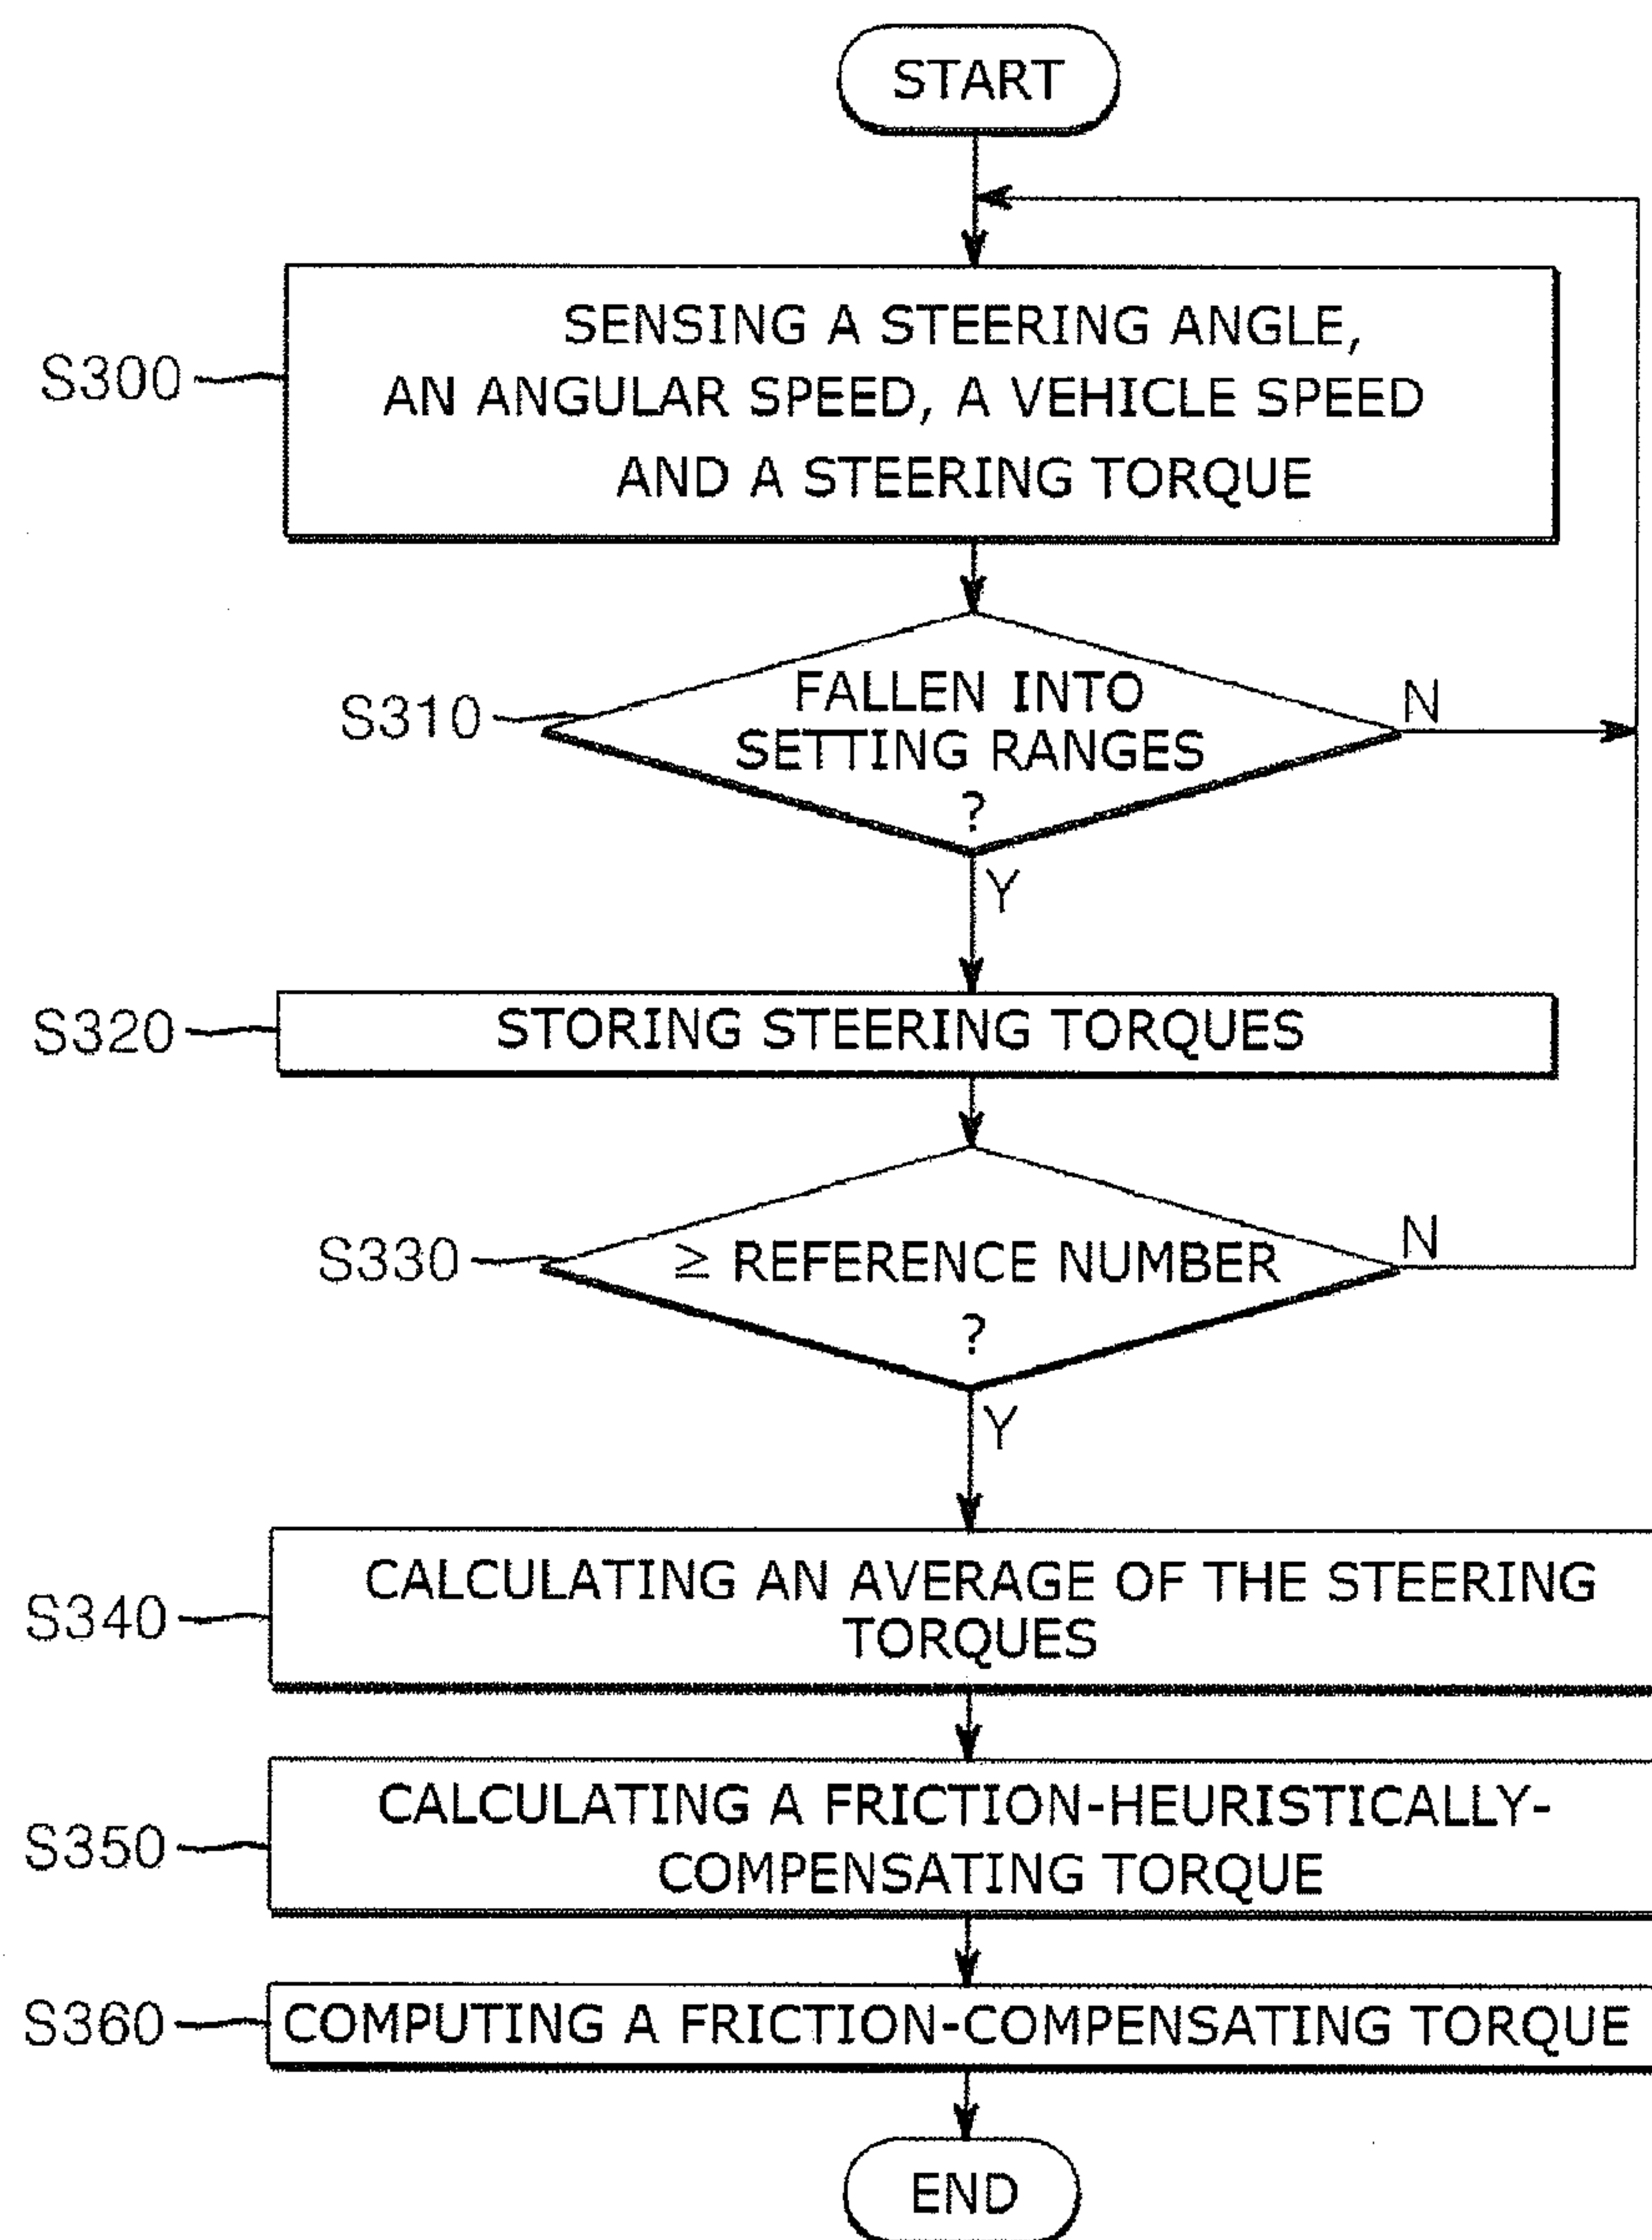 START
SENSING A STEERING ANGLE,
AN ANGULAR SPEED, A VEHICLE SPEED
AND A STEERING TORQUE
S300
FALLEN INTO
SETTING RANGES
?
S310
N
Y
STORING STEERING TORQUES
S320
≥ REFERENCE NUMBER
?
S330
N
Y
CALCULATING AN AVERAGE OF THE STEERING
TORQUES
S340
CALCULATING A FRICTION-HEURISTICALLY-
COMPENSATING TORQUE
S350
COMPUTING A FRICTION-COMPENSATING TORQUE
S360
END